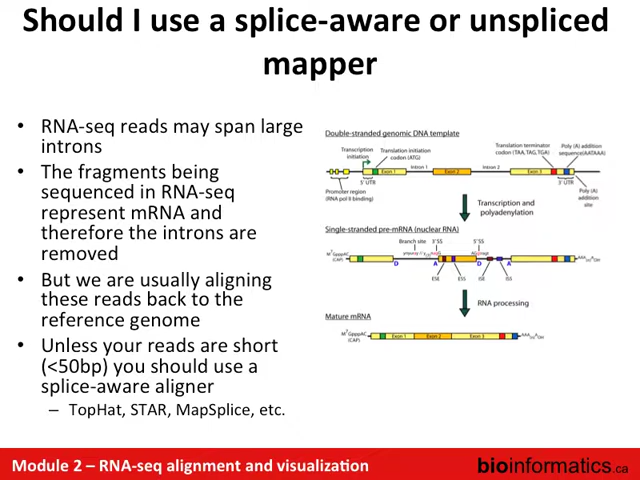 Should I use a splice-aware or unspliced
mapper
• RNA-seq reads may span large
introns
• The fragments being
sequenced in RNA-seq
represent mRNA and
therefore the introns are
removed
• But we are usually aligning
these reads back to the
reference genome
• Unless your reads are short
(<50bp) you should use a
splice-aware aligner
– TopHat, STAR, MapSplice, etc.
Double-stranded genomic DNA template
Transcription
initiation
Translation initiation
codon (ATG)
Translation terminator
codon (TAA, TAG, TGA)
Poly (A) addition
sequence(AATAAA)
Exon 1
Intron 1
Exon 2
Intron 2
Exon 3
5' UTR
3' UTR
Promoter region
(RNA pol II binding)
Poly (A)
addition
site
Transcription and
polyadenylation
Single-stranded pre-mRNA (nuclear RNA)
Branch site
3' SS
5' SS
D
A
D
A
ESE
ESS
ISE
ISS
RNA processing
Mature mRNA
(CAP)
Exon 1
Exon 2
Exon 3
Module 2 – RNA-seq alignment and visualization
bioinformatics.ca